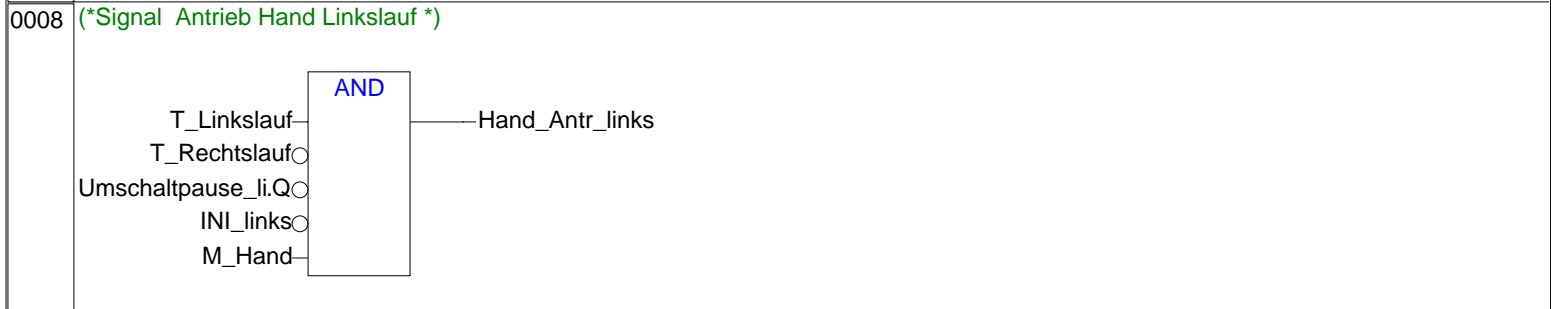 0008 (*Signal  Antrieb Hand Linkslauf *)
AND
T_Linkslauf Hand_Antr_links
T_Rechtslauf
Umschaltpause_li.Q
INI_links
M_Hand